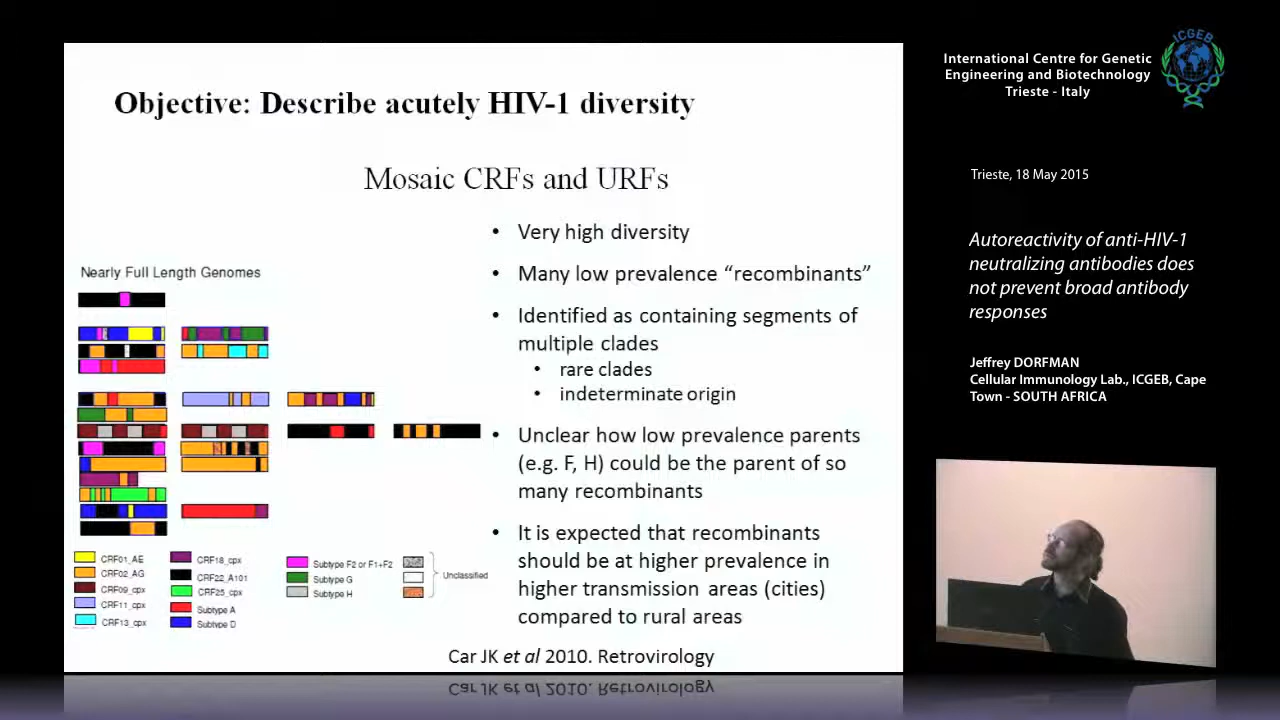 Objective: Describe acutely HIV-1 diversity
Mosaic CRFs and URFs
• Very high diversity
• Many low prevalence “recombinants”
• Identified as containing segments of
multiple clades
• rare clades
• indeterminate origin
• Unclear how low prevalence parents
(e.g. F, H) could be the parent of so
many recombinants
• It is expected that recombinants
should be at higher prevalence in
higher transmission areas (cities)
compared to rural areas
Nearly Full Length Genomes
CRF01_AE
CRF02_AG
CRF09_cpx
CRF11_cpx
CRF13_cpx
CRF18_cpx
CRF22_A101
CRF25_cpx
Subtype A
Subtype D
Subtype F2 or F1+F2
Subtype G
Subtype H
Unclassified
Car JK et al 2010. Retrovirology
ICGEB
International Centre for Genetic
Engineering and Biotechnology
Trieste - Italy
Trieste, 18 May 2015
Autoreactivity of anti-HIV-1
neutralizing antibodies does
not prevent broad antibody
responses
Jeffrey DORFMAN
Cellular Immunology Lab., ICGEB, Cape
Town - SOUTH AFRICA